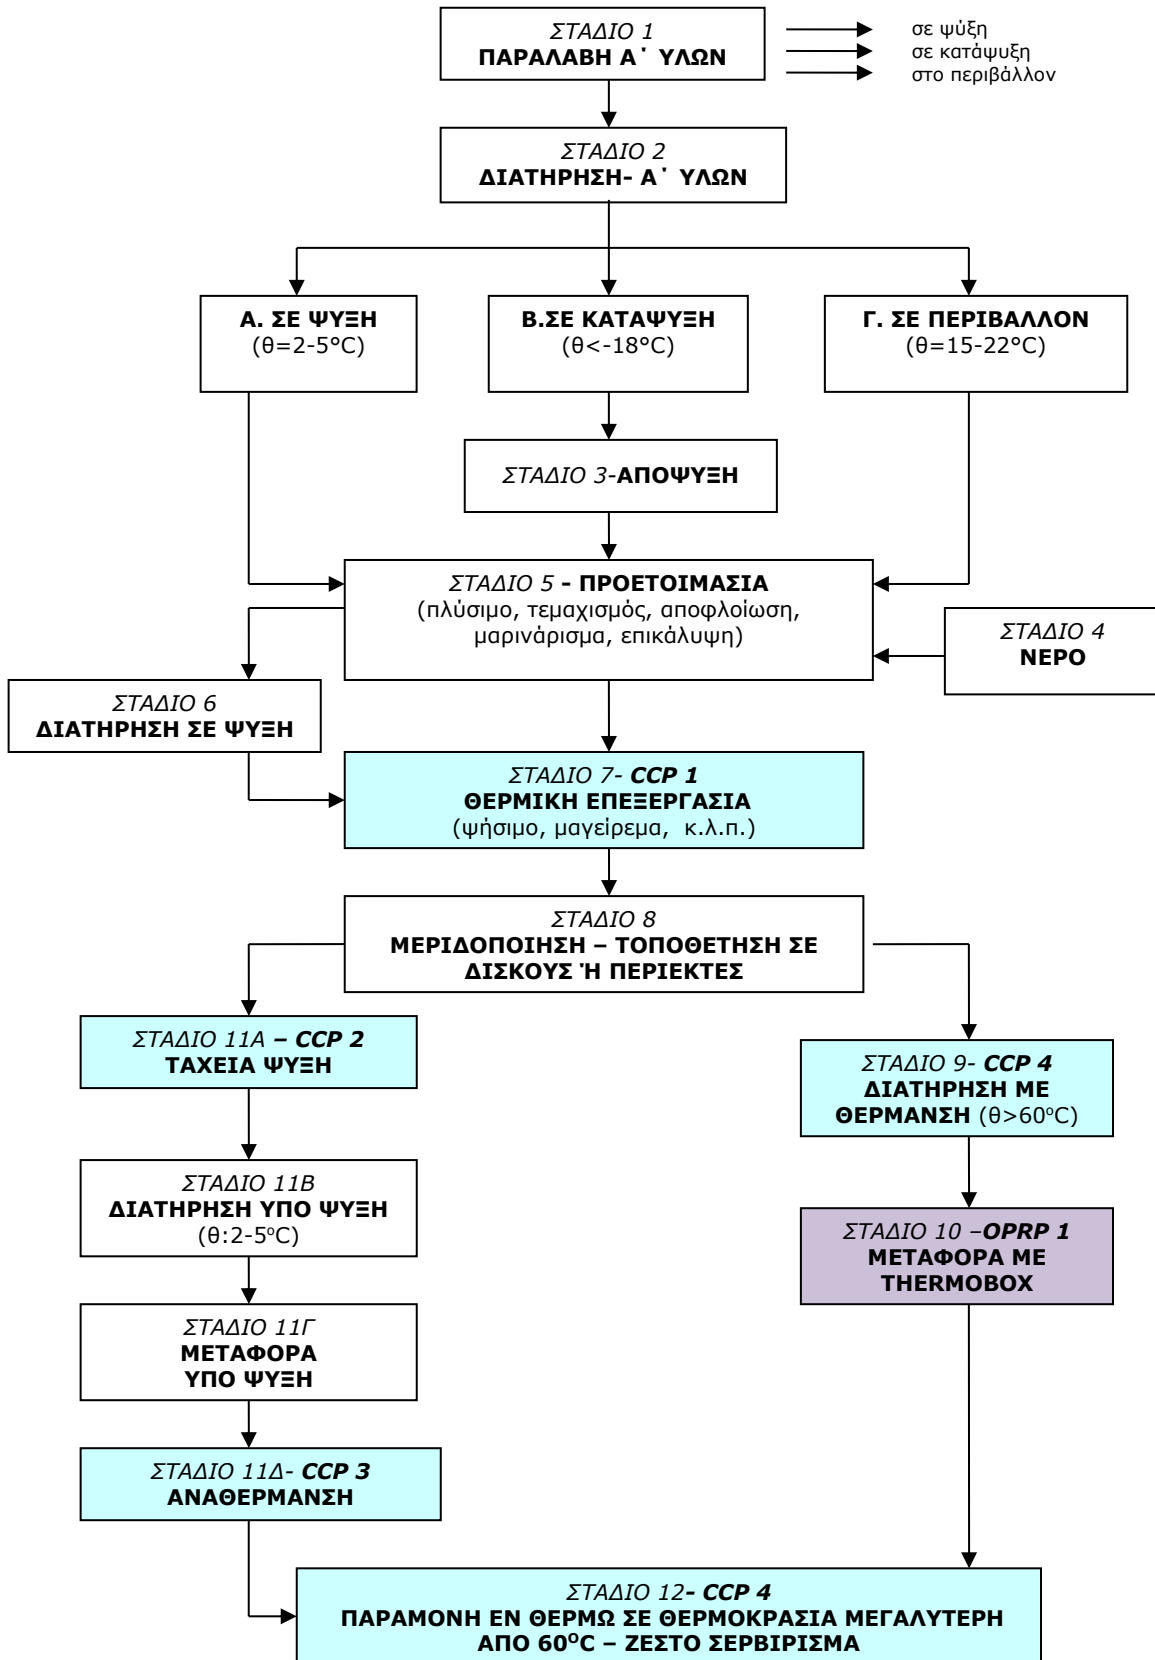 ΣΤΑΔΙΟ 1
ΠΑΡΑΛΑΒΗ Α΄ ΥΛΩΝ
σε ψύξη
σε κατάψυξη
στο περιβάλλον
ΣΤΑΔΙΟ 2
ΔΙΑΤΗΡΗΣΗ- Α΄ ΥΛΩΝ
Α. ΣΕ ΨΥΞΗ
(θ=2-5°C)
Β.ΣΕ ΚΑΤΑΨΥΞΗ
(θ<-18°C)
Γ. ΣΕ ΠΕΡΙΒΑΛΛΟΝ
(θ=15-22°C)
ΣΤΑΔΙΟ 3-ΑΠΟΨΥΞΗ
ΣΤΑΔΙΟ 5 - ΠΡΟΕΤΟΙΜΑΣΙΑ
(πλύσιμο, τεμαχισμός, αποφλοίωση,
μαρινάρισμα, επικάλυψη)
ΣΤΑΔΙΟ 4
ΝΕΡΟ
ΣΤΑΔΙΟ 6
ΔΙΑΤΗΡΗΣΗ ΣΕ ΨΥΞΗ
ΣΤΑΔΙΟ 7- CCP 1
ΘΕΡΜΙΚΗ ΕΠΕΞΕΡΓΑΣΙΑ
(ψήσιμο, μαγείρεμα, κ.λ.π.)
ΣΤΑΔΙΟ 8
ΜΕΡΙΔΟΠΟΙΗΣΗ – ΤΟΠΟΘΕΤΗΣΗ ΣΕ
ΔΙΣΚΟΥΣ Ή ΠΕΡΙΕΚΤΕΣ
ΣΤΑΔΙΟ 11Α – CCP 2
ΤΑΧΕΙΑ ΨΥΞΗ
ΣΤΑΔΙΟ 9- CCP 4
ΔΙΑΤΗΡΗΣΗ ΜΕ
ΘΕΡΜΑΝΣΗ (θ>60°C)
ΣΤΑΔΙΟ 11Β
ΔΙΑΤΗΡΗΣΗ ΥΠΟ ΨΥΞΗ
(θ:2-5°C)
ΣΤΑΔΙΟ 10 –OPRP 1
ΜΕΤΑΦΟΡΑ ΜΕ
THERMOBOX
ΣΤΑΔΙΟ 11Γ
ΜΕΤΑΦΟΡΑ
ΥΠΟ ΨΥΞΗ
ΣΤΑΔΙΟ 11Δ- CCP 3
ΑΝΑΘΕΡΜΑΝΣΗ
ΣΤΑΔΙΟ 12- CCP 4
ΠΑΡΑΜΟΝΗ ΕΝ ΘΕΡΜΩ ΣΕ ΘΕΡΜΟΚΡΑΣΙΑ ΜΕΓΑΛΥΤΕΡΗ
ΑΠΟ 60°C – ΖΕΣΤΟ ΣΕΡΒΙΡΙΣΜΑ